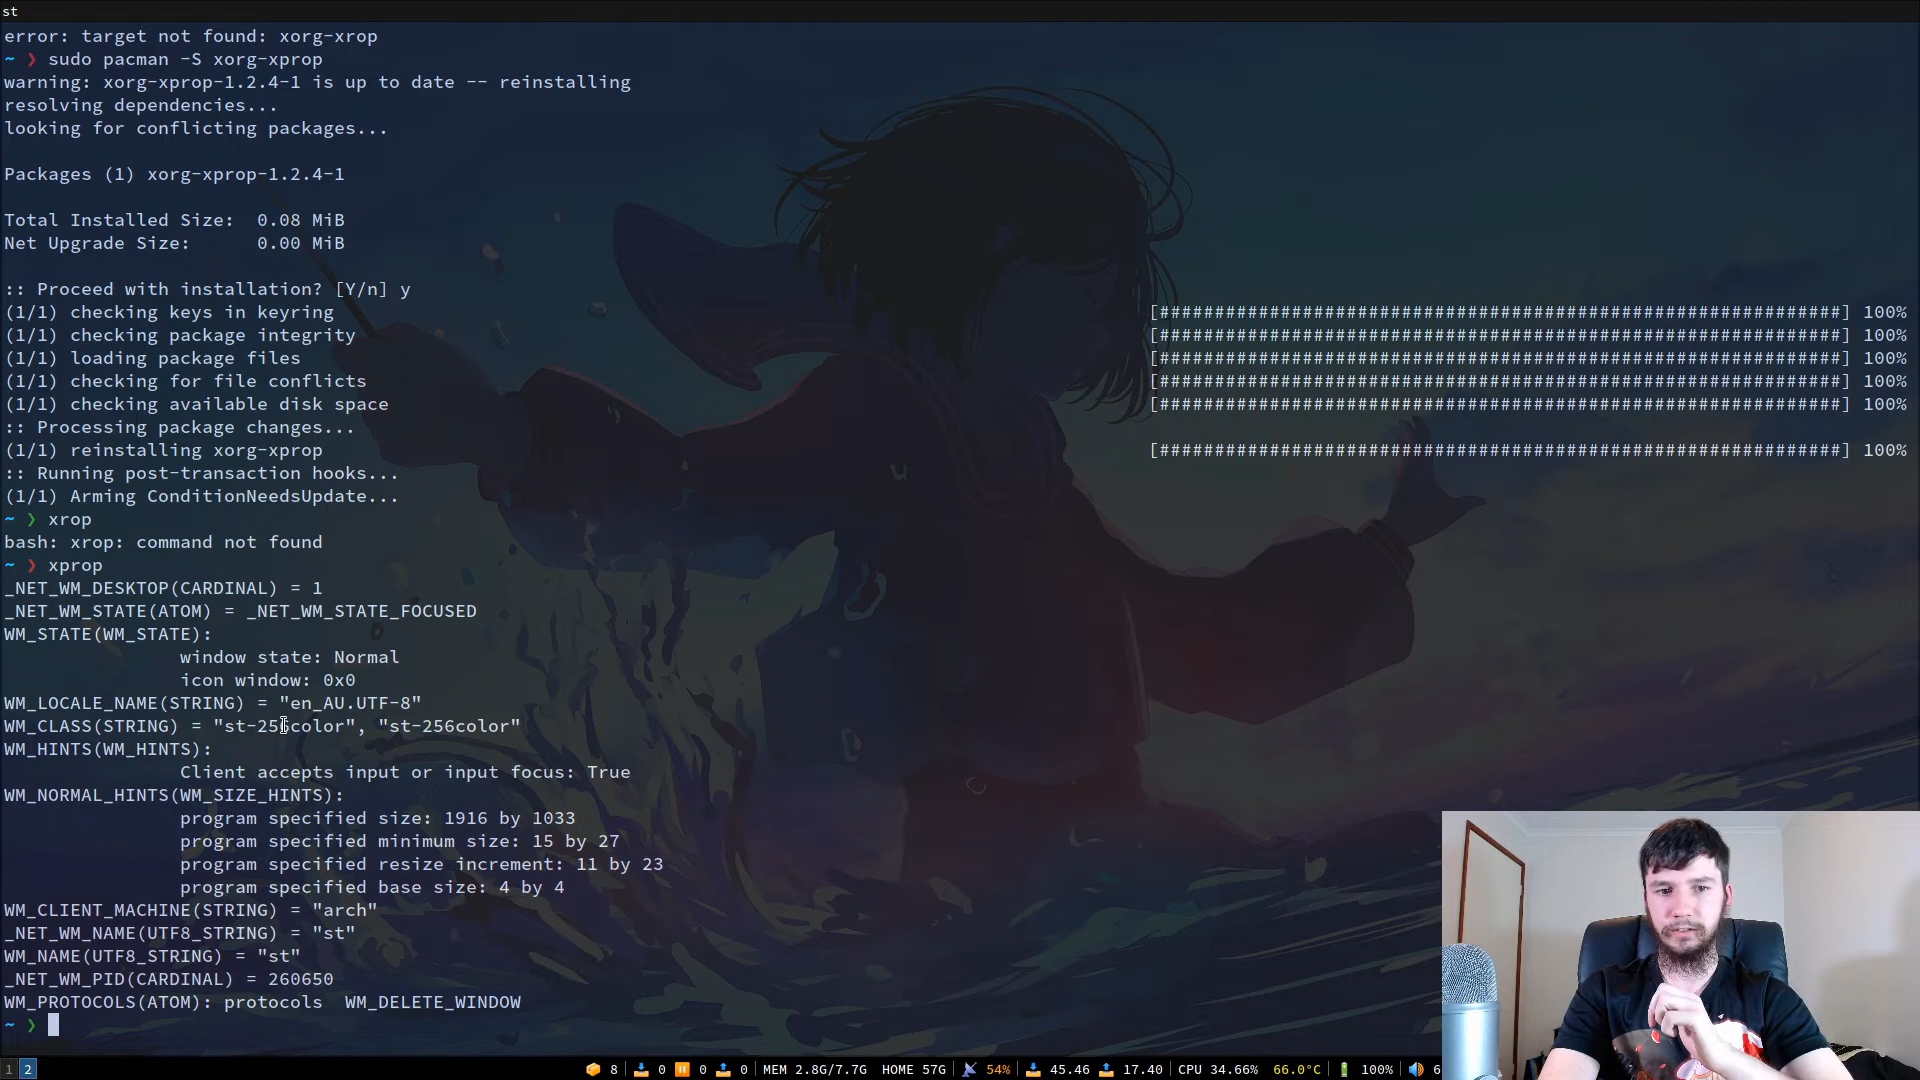 st
error: target not found: xorg-xrop
~ ❯ sudo pacman -S xorg-xprop
warning: xorg-xprop-1.2.4-1 is up to date -- reinstalling
resolving dependencies...
looking for conflicting packages...
Packages (1) xorg-xprop-1.2.4-1
Total Installed Size:  0.08 MiB
Net Upgrade Size:      0.00 MiB
:: Proceed with installation? [Y/n] y
(1/1) checking keys in keyring [##############################################################] 100%
(1/1) checking package integrity [##############################################################] 100%
(1/1) loading package files [##############################################################] 100%
(1/1) checking for file conflicts [##############################################################] 100%
(1/1) checking available disk space [##############################################################] 100%
:: Processing package changes...
(1/1) reinstalling xorg-xprop [##############################################################] 100%
:: Running post-transaction hooks...
(1/1) Arming ConditionNeedsUpdate...
~ ❯ xrop
bash: xrop: command not found
~ ❯ xprop
_NET_WM_DESKTOP(CARDINAL) = 1
_NET_WM_STATE(ATOM) = _NET_WM_STATE_FOCUSED
WM_STATE(WM_STATE):
window state: Normal
icon window: 0x0
WM_LOCALE_NAME(STRING) = "en_AU.UTF-8"
WM_CLASS(STRING) = "st-256color", "st-256color"
WM_HINTS(WM_HINTS):
Client accepts input or input focus: True
WM_NORMAL_HINTS(WM_SIZE_HINTS):
program specified size: 1916 by 1033
program specified minimum size: 15 by 27
program specified resize increment: 11 by 23
program specified base size: 4 by 4
WM_CLIENT_MACHINE(STRING) = "arch"
_NET_WM_NAME(UTF8_STRING) = "st"
WM_NAME(UTF8_STRING) = "st"
_NET_WM_PID(CARDINAL) = 260650
WM_PROTOCOLS(ATOM): protocols  WM_DELETE_WINDOW
~ ❯
1 2 8 | 0 0 0 | MEM 2.8G/7.7G HOME 57G | 54% | 45.46 17.40 | CPU 34.66% 66.0°C | 100% | 6